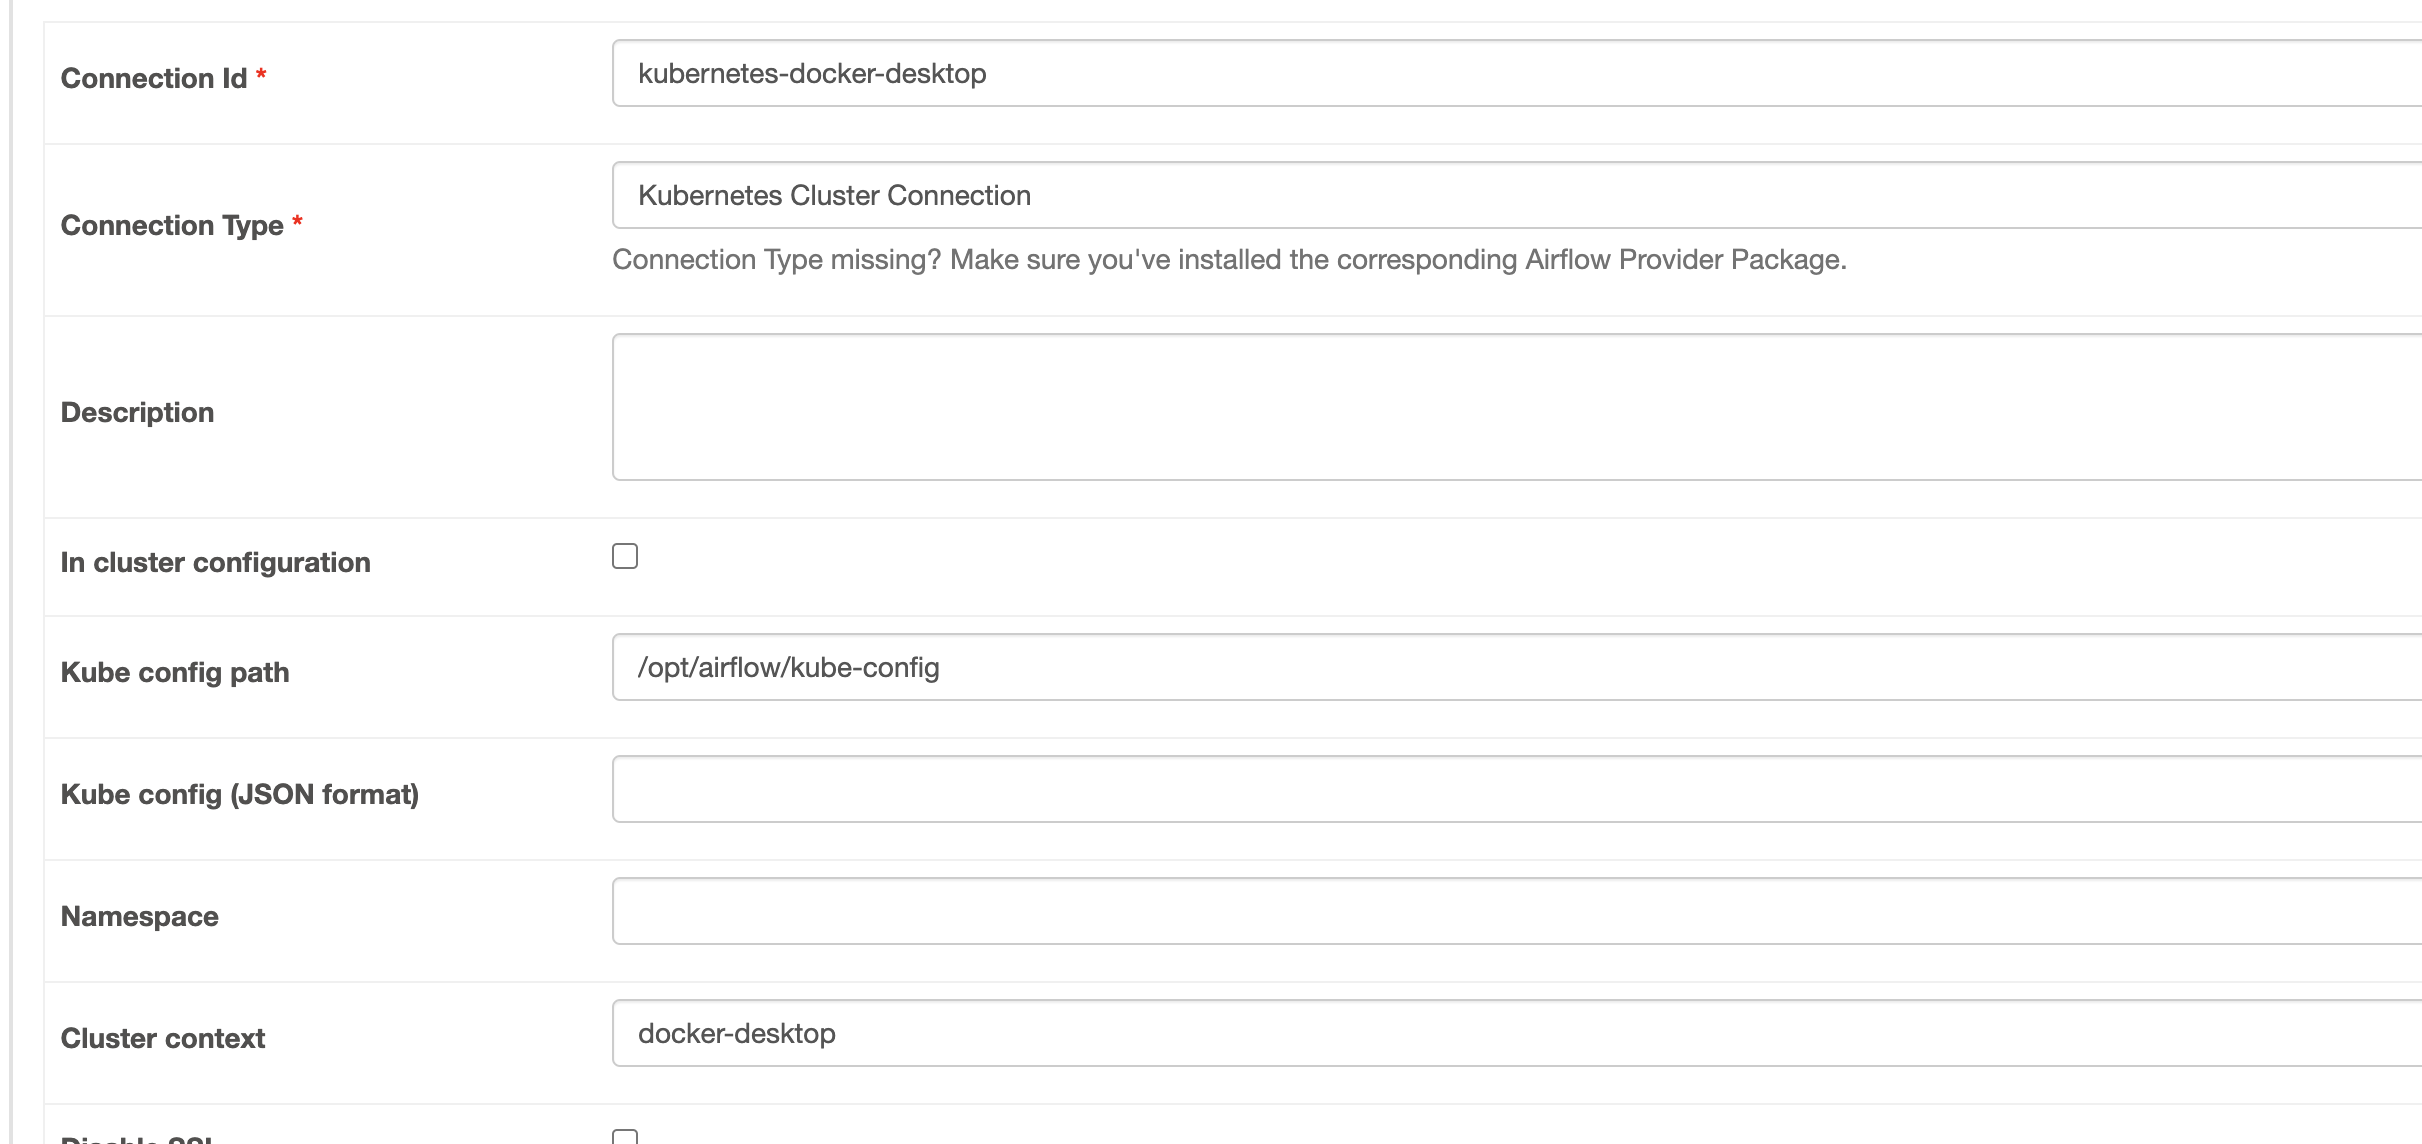 Connection Id *
kubernetes-docker-desktop
Connection Type *
Kubernetes Cluster Connection
Connection Type missing? Make sure you've installed the corresponding Airflow Provider Package.
Description
In cluster configuration
Kube config path
/opt/airflow/kube-config
Kube config (JSON format)
Namespace
Cluster context
docker-desktop
Disable SSL